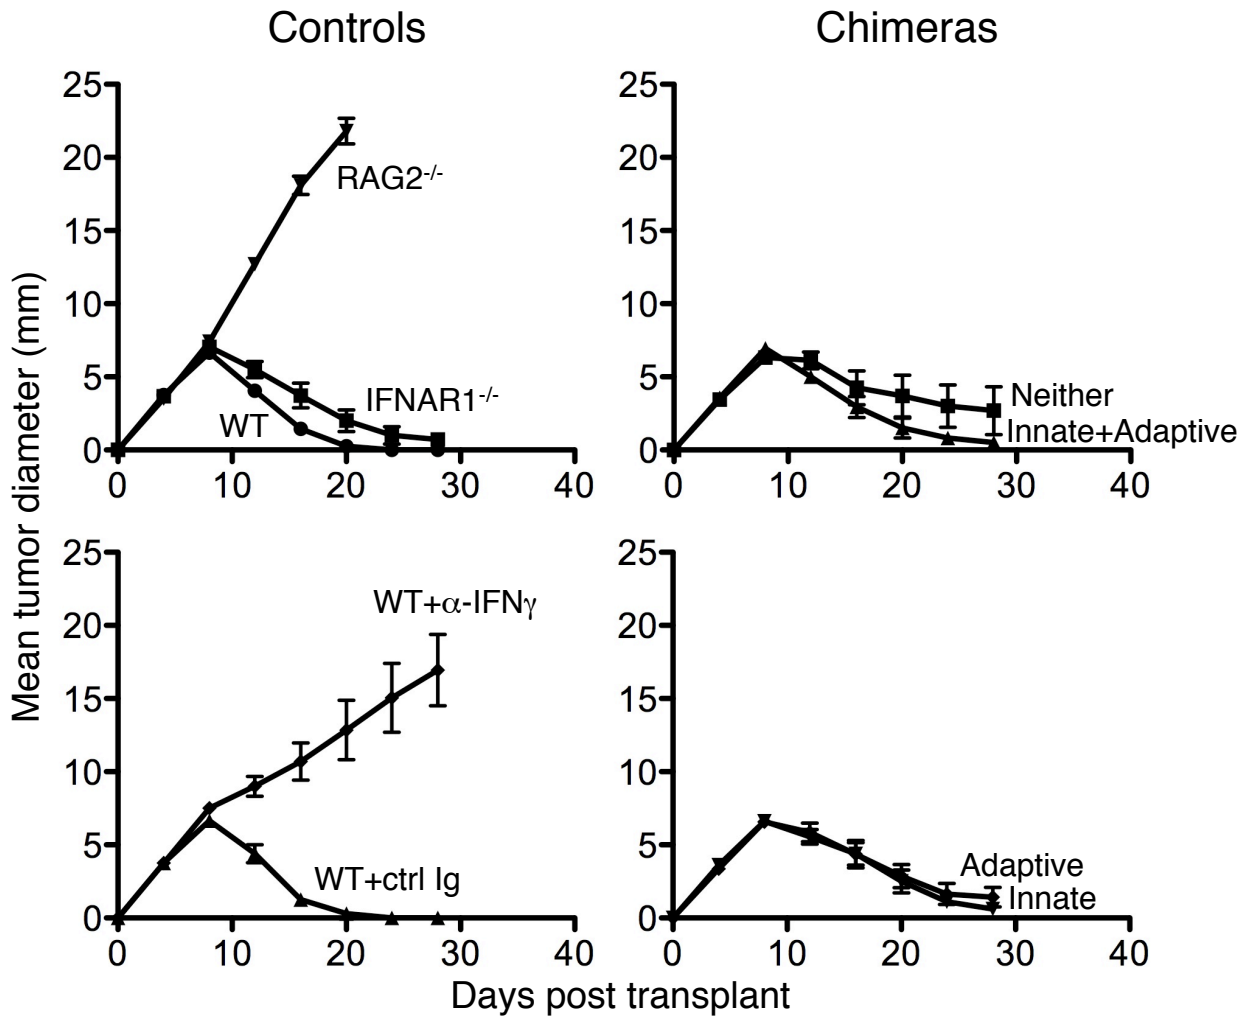 Controls
Chimeras
Mean tumor diameter (mm)
25
20
15
10
5
0
0 10 20 30 40
RAG2-/-
IFNAR1-/-
WT
25
20
15
10
5
0
0 10 20 30 40
Neither
Innate+Adaptive
25
20
15
10
5
0
0 10 20 30 40
WT+α-IFNγ
WT+ctrl Ig
25
20
15
10
5
0
0 10 20 30 40
Adaptive
Innate
Days post transplant